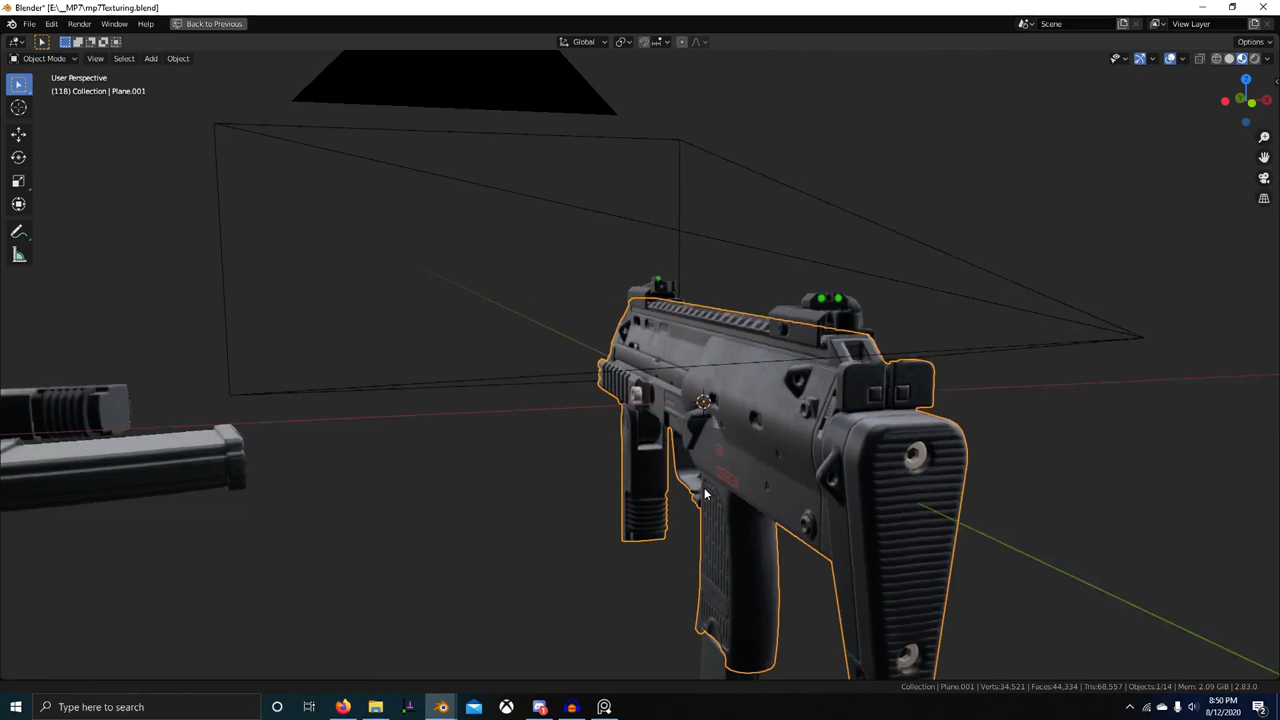 Blender* [E:\__MP7\mp7Texturing.blend]
File Edit Render Window Help Back to Previous Scene View Layer
Global Options
Object Mode View Select Add Object
User Perspective
(118) Collection | Plane.001
Z
Collection | Plane.001 | Verts:34,521 | Faces:44,334 | Tris:68,557 | Objects:1/14 | Mem: 2.09 GiB | 2.83.0
Type here to search
8:50 PM
8/12/2020